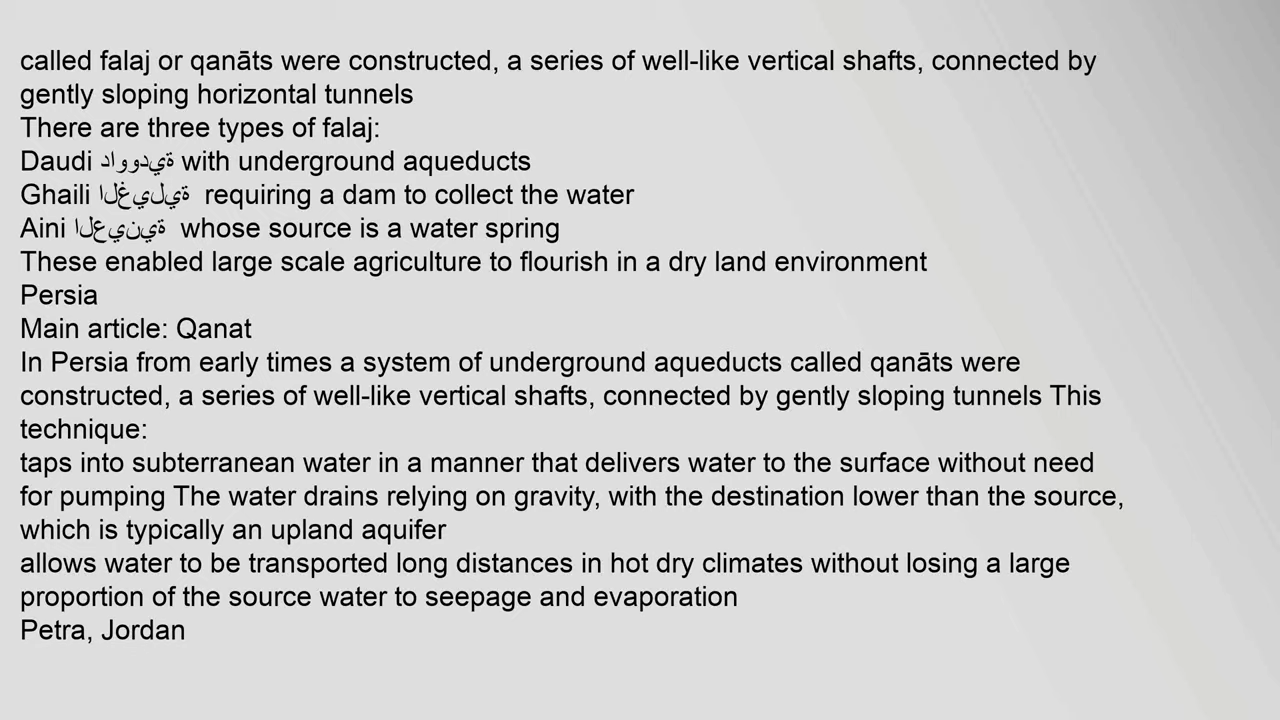 called falaj or qanāts were constructed, a series of well-like vertical shafts, connected by
gently sloping horizontal tunnels
There are three types of falaj:
Daudi داوودية with underground aqueducts
Ghaili الغيلية requiring a dam to collect the water
Aini العينية whose source is a water spring
These enabled large scale agriculture to flourish in a dry land environment
Persia
Main article: Qanat
In Persia from early times a system of underground aqueducts called qanāts were
constructed, a series of well-like vertical shafts, connected by gently sloping tunnels This
technique:
taps into subterranean water in a manner that delivers water to the surface without need
for pumping The water drains relying on gravity, with the destination lower than the source,
which is typically an upland aquifer
allows water to be transported long distances in hot dry climates without losing a large
proportion of the source water to seepage and evaporation
Petra, Jordan